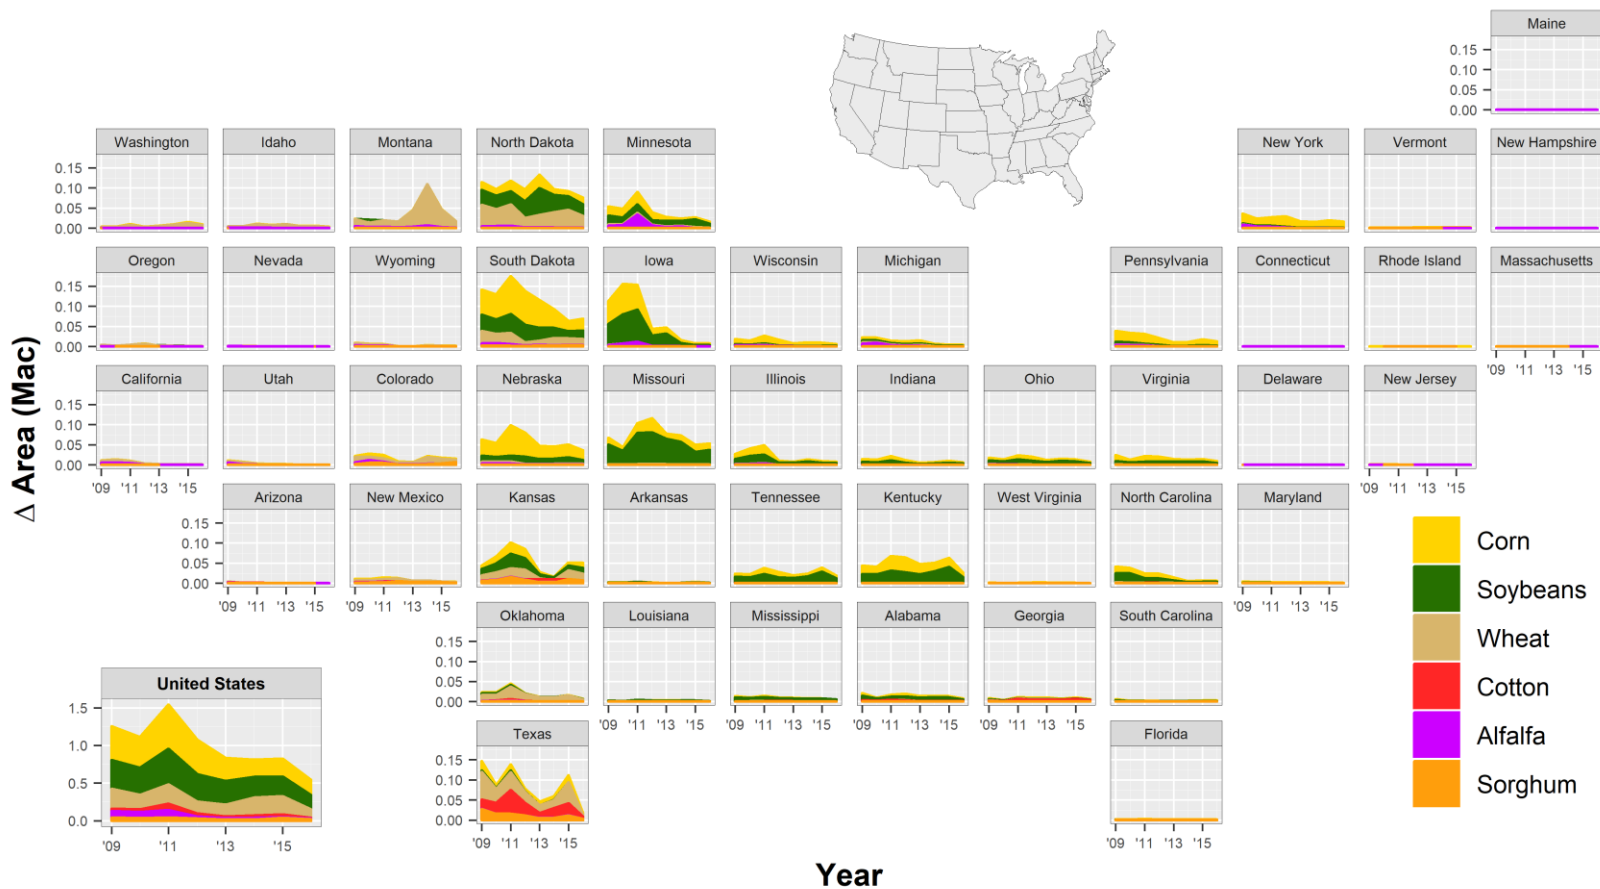 Maine
0.15
0.10
0.05
0.00
Washington Idaho Montana North Dakota Minnesota New York Vermont New Hampshire
0.15
0.10
0.05
0.00
Oregon Nevada Wyoming South Dakota Iowa Wisconsin Michigan Pennsylvania Connecticut Rhode Island Massachusetts
0.15
0.10
0.05
0.00
'09 '11 '13 '15
California Utah Colorado Nebraska Missouri Illinois Indiana Ohio Virginia Delaware New Jersey
0.15
0.10
0.05
0.00
'09 '11 '13 '15 '09 '11 '13 '15
Arizona New Mexico Kansas Arkansas Tennessee Kentucky West Virginia North Carolina Maryland
0.15
0.10
0.05
0.00
'09 '11 '13 '15 '09 '11 '13 '15 '09 '11 '13 '15
Oklahoma Louisiana Mississippi Alabama Georgia South Carolina
0.15
0.10
0.05
0.00
'09 '11 '13 '15 '09 '11 '13 '15 '09 '11 '13 '15 '09 '11 '13 '15
Texas Florida
0.15
0.10
0.05
0.00
'09 '11 '13 '15 '09 '11 '13 '15
United States
1.5
1.0
0.5
0.0
'09 '11 '13 '15
Δ Area (Mac)
Year
Corn
Soybeans
Wheat
Cotton
Alfalfa
Sorghum